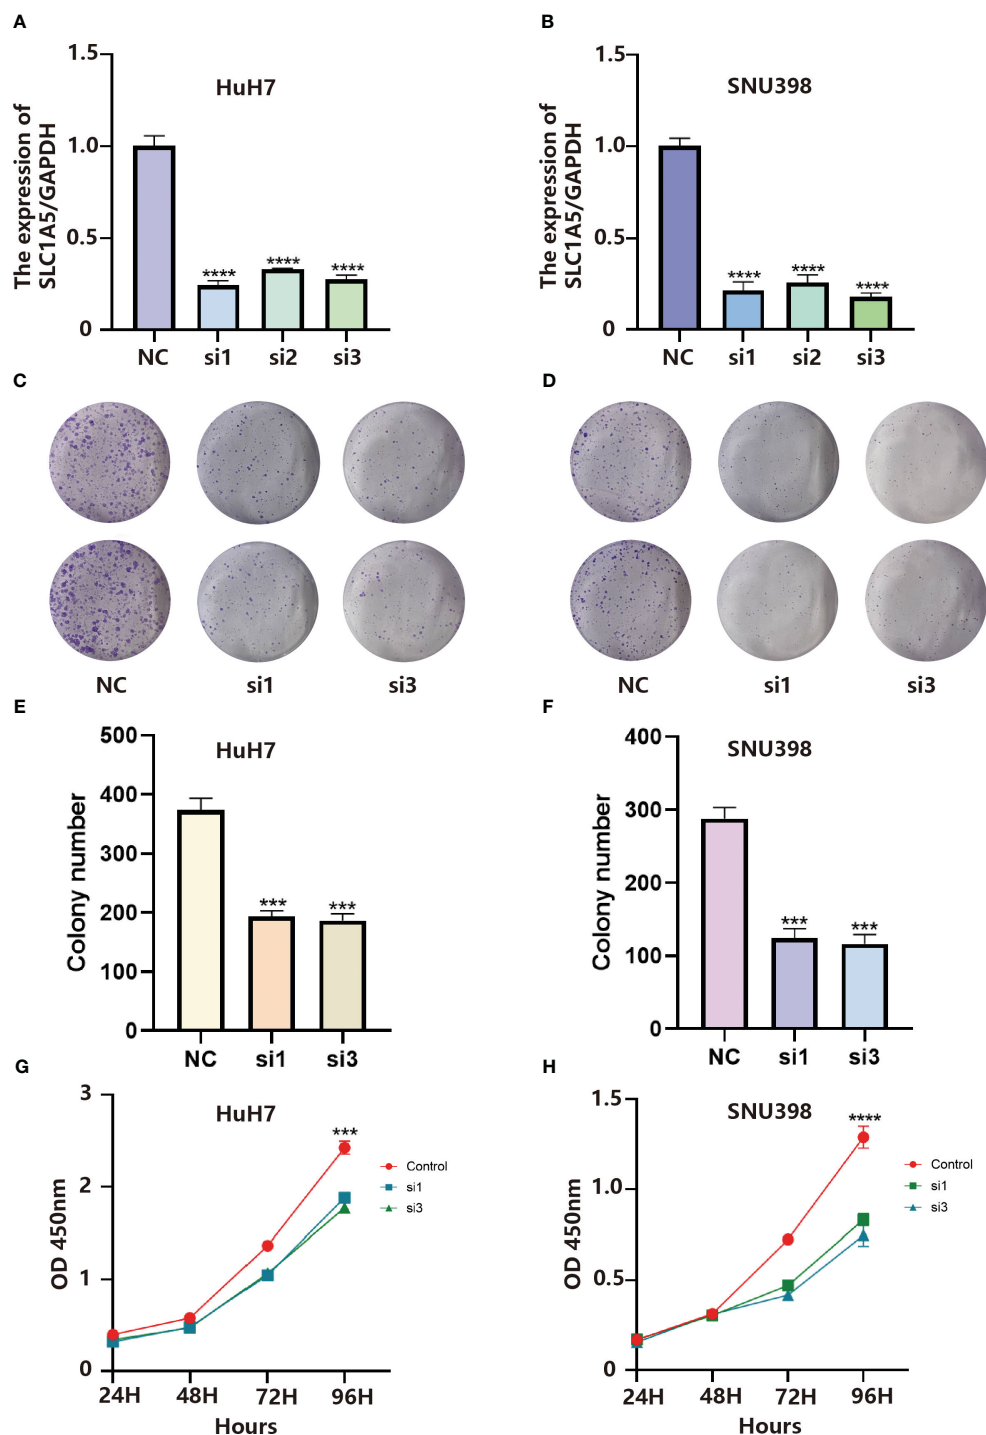 A
B
1.5
HuH7
The expression of
SLC1A5/GAPDH
1.0
0.5
0
****
****
****
NC si1 si2 si3
1.5
SNU398
The expression of
SLC1A5/GAPDH
1.0
0.5
0
****
****
****
NC si1 si2 si3
C
D
NC si1 si3
NC si1 si3
E
F
500
HuH7
400
Colony number
300
200
100
0
***
***
NC si1 si3
400
SNU398
300
Colony number
200
100
0
***
***
NC si1 si3
G
H
3
HuH7
***
2
OD 450nm
1
0
Control
si1
si3
24H 48H 72H 96H
Hours
1.5
SNU398
****
1.0
OD 450nm
0.5
0
Control
si1
si3
24H 48H 72H 96H
Hours